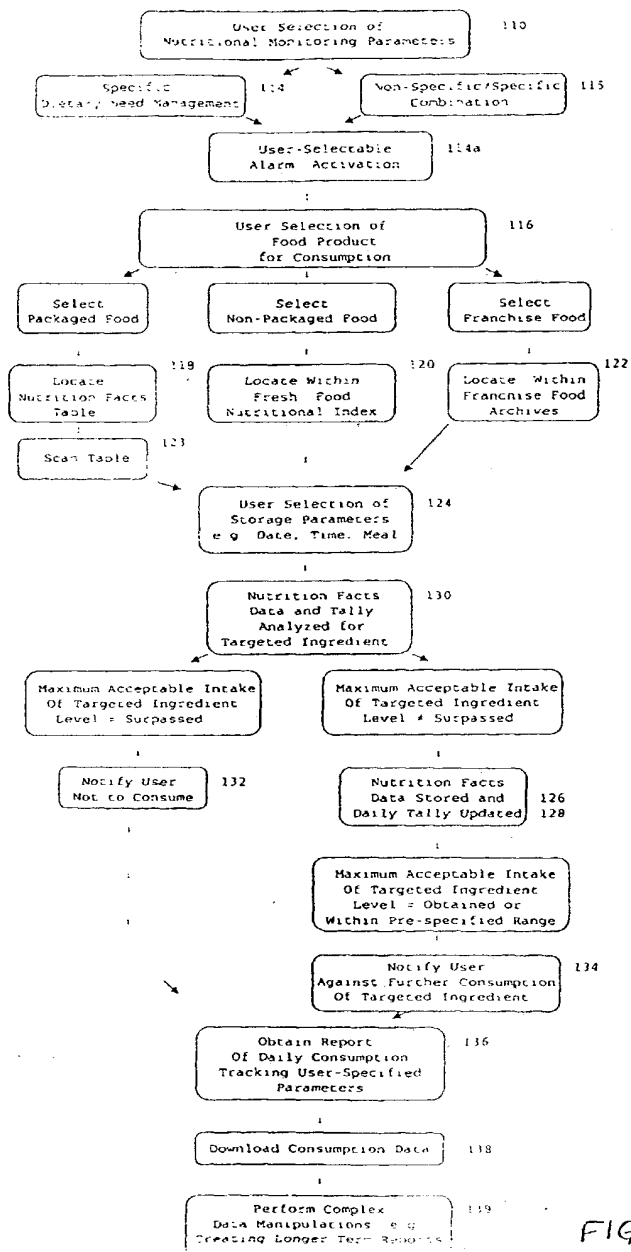 User Selection of
Nutritional Monitoring Parameters
110
Specific
Dietary Need Management
114
Non-Specific/Specific
Combination
115
User-Selectable
Alarm Activation
114a
User Selection of
Food Product
for Consumption
116
Select
Packaged Food
Select
Non-Packaged Food
Select
Franchise Food
Locate
Nutrition Facts
Table
118
Locate Within
Fresh Food
Nutritional Index
120
Locate Within
Franchise Food
Archives
122
Scan Table
123
User Selection of
Storage Parameters
e g Date, Time, Meal
124
Nutrition Facts
Data and Tally
Analyzed for
Targeted Ingredient
130
Maximum Acceptable Intake
Of Targeted Ingredient
Level = Surpassed
Maximum Acceptable Intake
Of Targeted Ingredient
Level ≠ Surpassed
Notify User
Not to Consume
132
Nutrition Facts
Data Stored and
Daily Tally Updated
126
128
Maximum Acceptable Intake
Of Targeted Ingredient
Level = Obtained or
Within Pre-specified Range
Notify User
Against Further Consumption
Of Targeted Ingredient
134
Obtain Report
Of Daily Consumption
Tracking User-Specified
Parameters
136
Download Consumption Data
138
Perform Complex
Data Manipulations e g
Creating Longer Term Reports
139
FIG